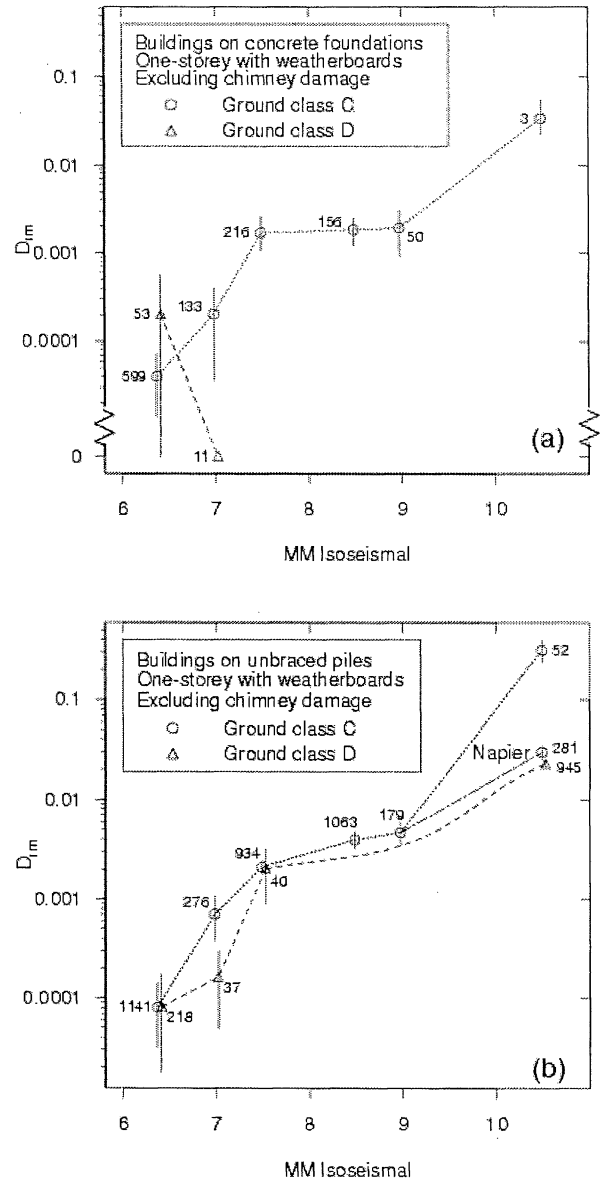 Buildings on concrete foundations
One-storey with weatherboards
Excluding chimney damage
Ground class C
Ground class D
0.1
0.01
0.001
0.0001
0
Drm
3
216
156
50
53
133
599
11
(a)
6 7 8 9 10
MM Isoseismal
Buildings on unbraced piles
One-storey with weatherboards
Excluding chimney damage
Ground class C
Ground class D
0.1
0.01
0.001
0.0001
Drm
52
Napier
281
945
1063
179
934
40
276
37
1141
218
(b)
6 7 8 9 10
MM Isoseismal